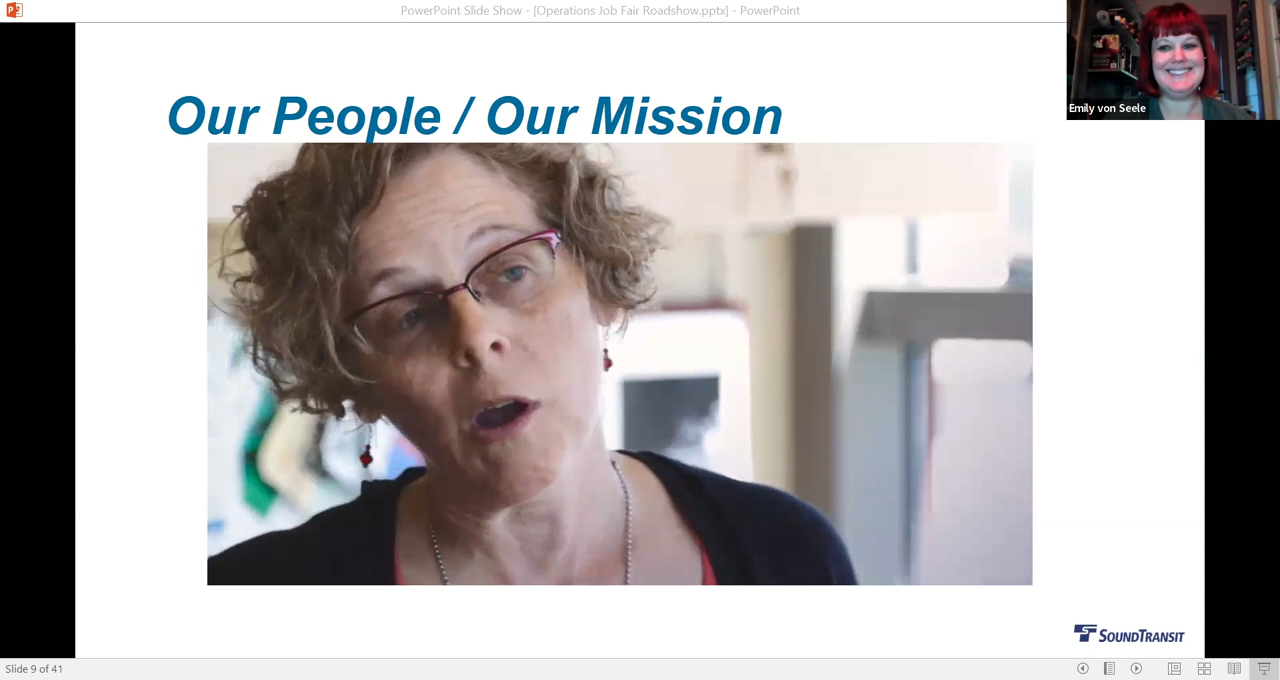 PowerPoint Slide Show - [Operations Job Fair Roadshow.pptx] - PowerPoint
Emily von Seele
Our People / Our Mission
SOUNDTRANSIT
Slide 9 of 41